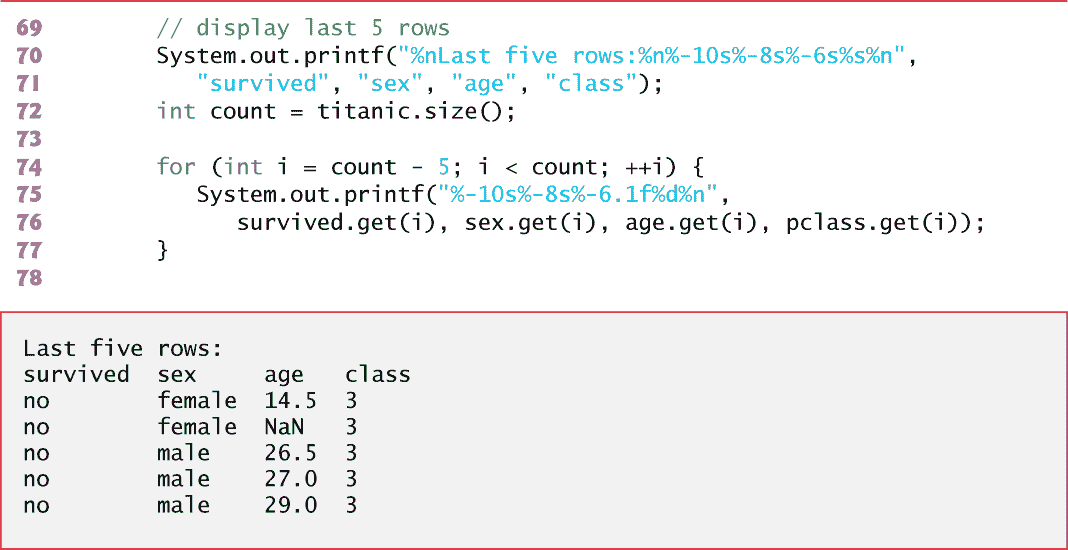 69 // display last 5 rows
70 System.out.printf("%nLast five rows:%n%-10s%-8s%-6s%s%n",
71 "survived", "sex", "age", "class");
72 int count = titanic.size();
73
74 for (int i = count - 5; i < count; ++i) {
75 System.out.printf("%-10s%-8s%-6.1f%d%n",
76 survived.get(i), sex.get(i), age.get(i), pclass.get(i));
77 }
78
Last five rows:
survived sex age class
no female 14.5 3
no female NaN 3
no male 26.5 3
no male 27.0 3
no male 29.0 3